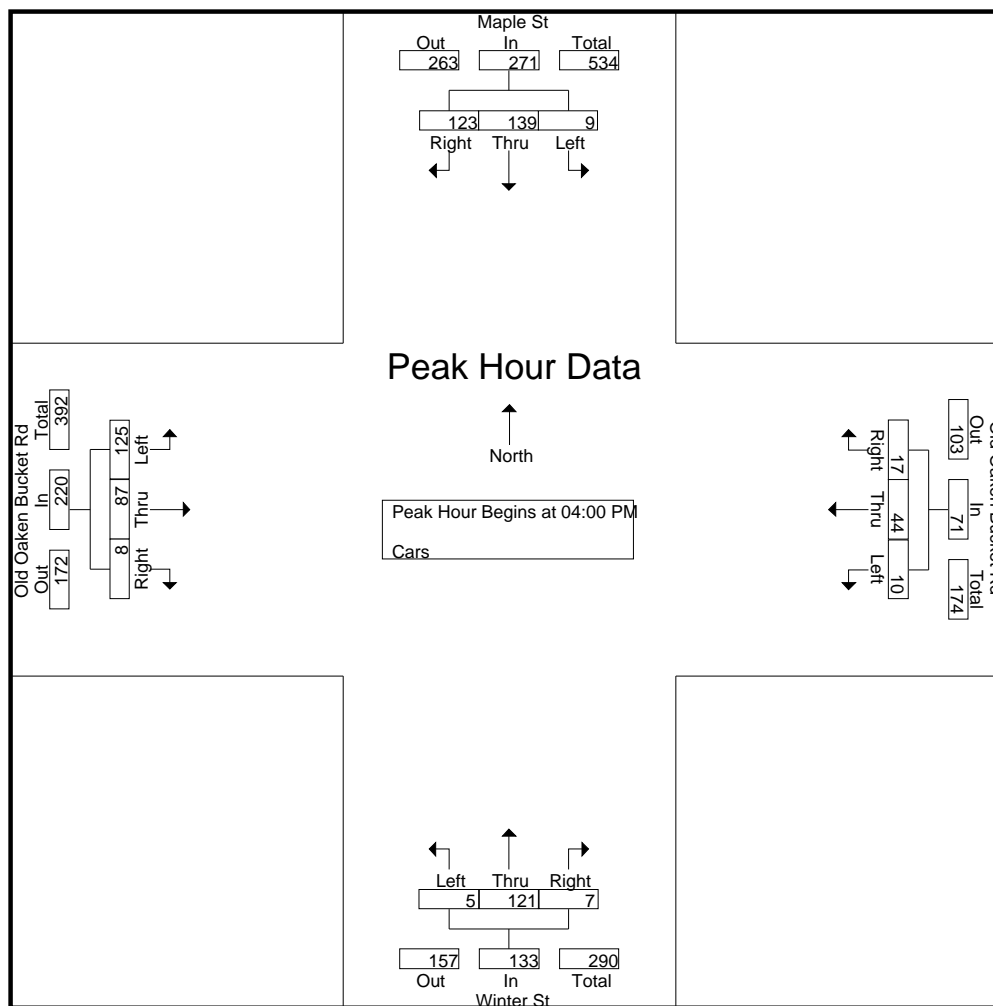 Maple St
Out In Total
263 271 534
123 139 9
Right Thru Left
Peak Hour Data
North
Peak Hour Begins at 04:00 PM
Cars
Old Oaken Bucket Rd
Total In Out
392 220 172
125 87 8
Left Thru Right
Right Thru Left
17 44 10
Out In Total
103 71 174
Left Thru Right
5 121 7
157 133 290
Out In Total
Winter St